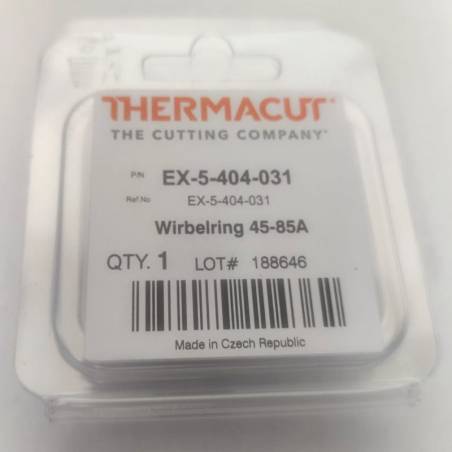 THERMACUT®
THE CUTTING COMPANY®
P/N EX-5-404-031
Ref.No EX-5-404-031
Wirbelring 45-85A
QTY. 1 LOT# 188646
Made in Czech Republic